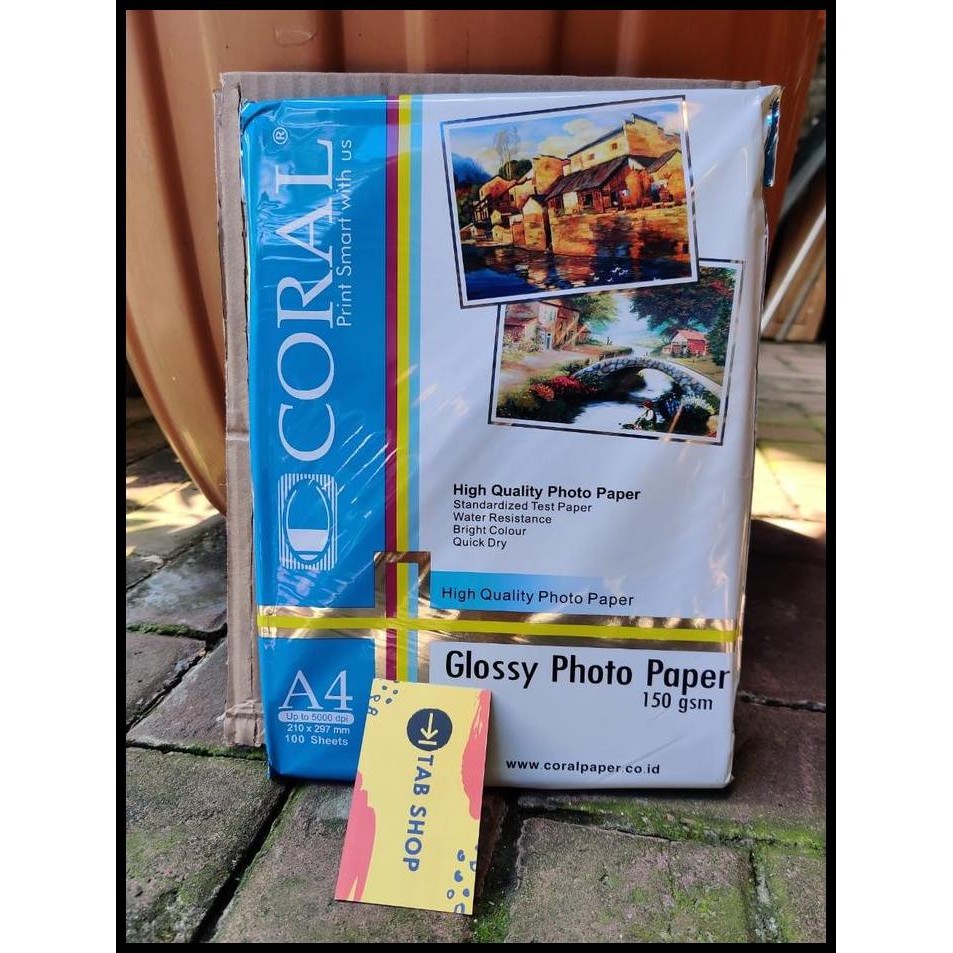 CORAL®
Print Smart with us
High Quality Photo Paper
Standardized Test Paper
Water Resistance
Bright Colour
Quick Dry
High Quality Photo Paper
Glossy Photo Paper
150 gsm
A4
Up to 5000 dpi
210 x 297 mm
100 Sheets
www.coralpaper.co.id
TAB SHOP